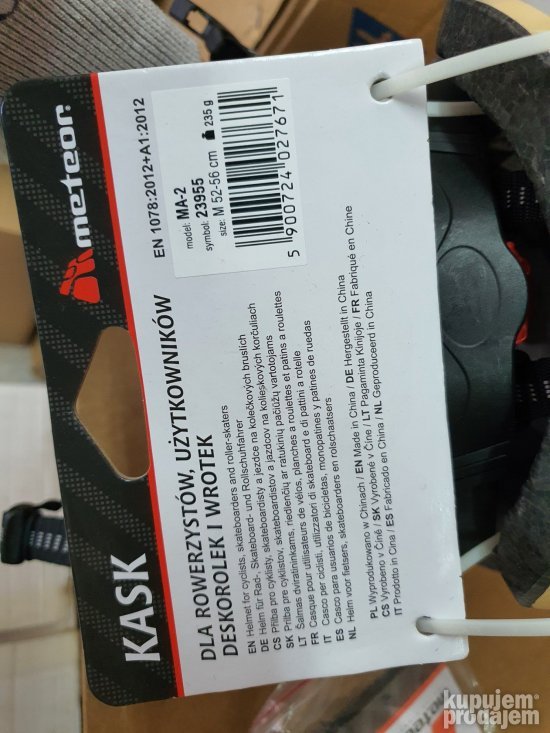 meteor
EN 1078:2012+A1:2012
model: MA-2
symbol: 23955
size: M 52-56 cm
235 g
5 900724 027671
KASK
DLA ROWERZYSTÓW, UŻYTKOWNIKÓW
DESKOROLEK I WROTEK
EN Helmet for cyclists, skateboarders and roller-skaters
DE Helm für Rad-, Skateboard- und Rollschuhfahrer
CS Přilba pro cyklisty, skateboardisty a jezdce na kolečkových bruslích
SK Prilba pre cyklistov, skateboardistov a jazdcov na kolieskových korčuliach
LT Šalmas dviratininkams, riedlenčių ar ratukinių pačiūžų vartotojams
FR Casque pour utilisateurs de vélos, planches a roulettes et patins a roulettes
IT Casco per ciclisti, utilizzatori di skateboard e di pattini a rotelle
ES Casco para usuarios de bicicletas, monopatines y patines de ruedas
NL Helm voor fietsers, skateboarders en rolschaatsers
PL Wyprodukowano w Chinach / EN Made in China / DE Hergestellt in China
CS Vyrobeno v Číně / SK Vyrobené v Číne / LT Pagaminta Kinijoje / FR Fabriqué en Chine
IT Prodotto in Cina / ES Fabricado en China / NL Geproduceerd in China
meteor
kupujem
prodajem